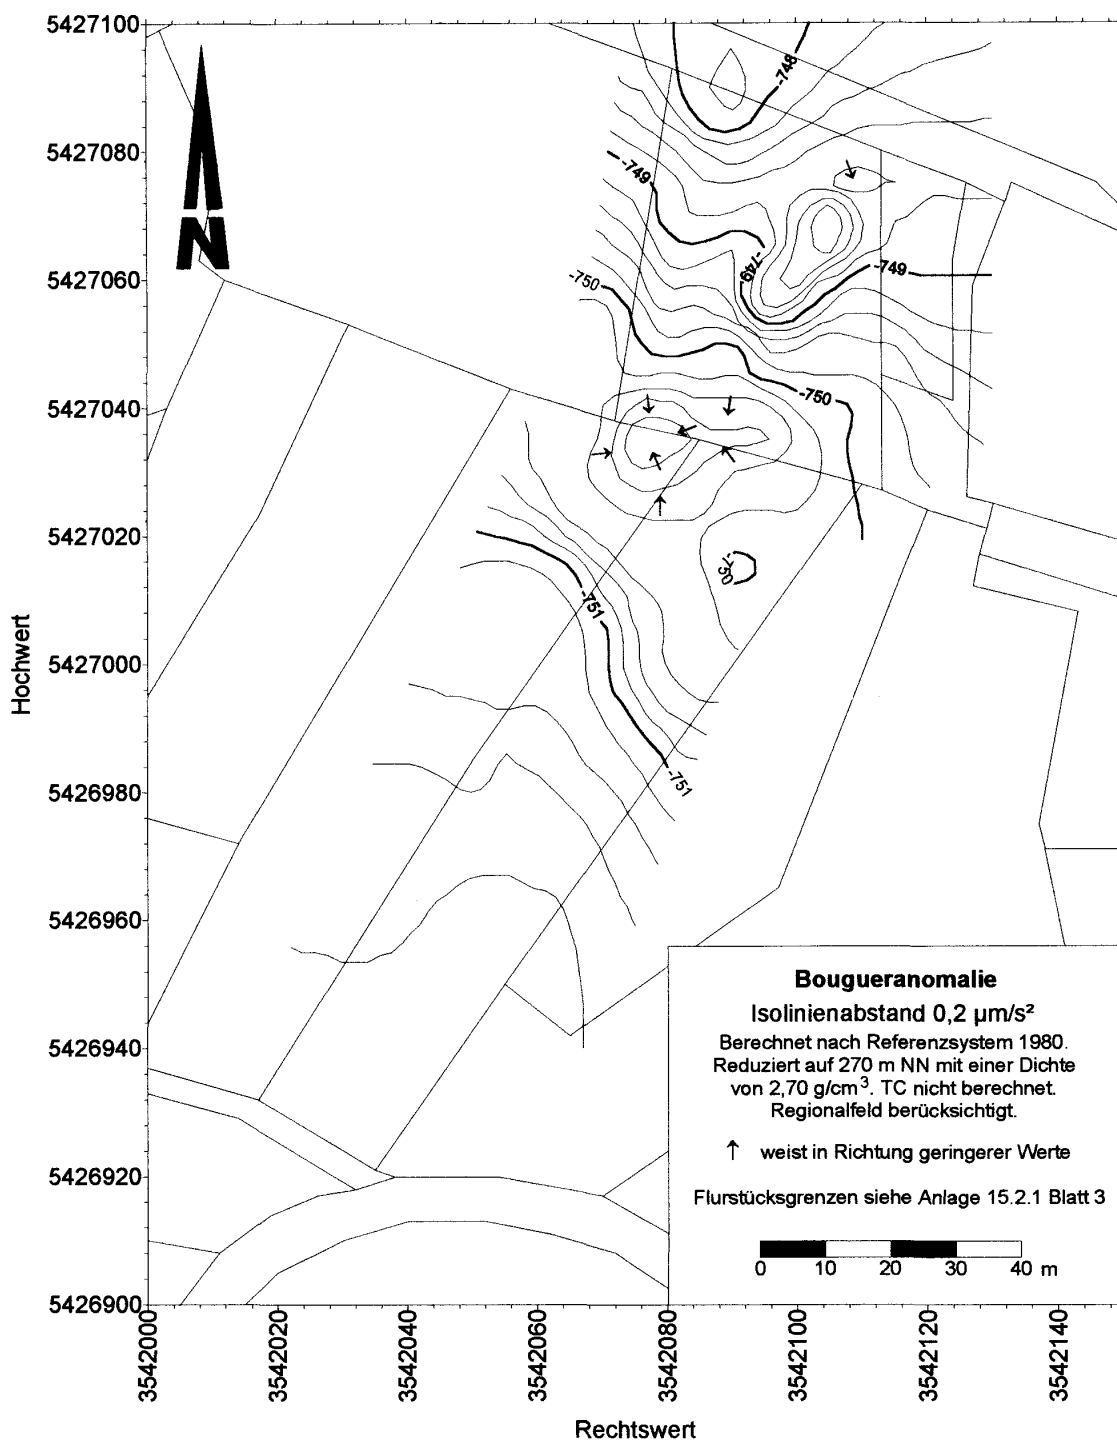 5427100
5427080
5427060
5427040
5427020
5427000
5426980
5426960
5426940
5426920
5426900
Hochwert
N
-748
-749
-749
-749
-750
-750
-750
-751
-751
Bougueranomalie
Isolinienabstand 0,2 µm/s²
Berechnet nach Referenzsystem 1980.
Reduziert auf 270 m NN mit einer Dichte
von 2,70 g/cm³. TC nicht berechnet.
Regionalfeld berücksichtigt.
↑ weist in Richtung geringerer Werte
Flurstücksgrenzen siehe Anlage 15.2.1 Blatt 3
0 10 20 30 40 m
3542000
3542020
3542040
3542060
3542080
3542100
3542120
3542140
Rechtswert